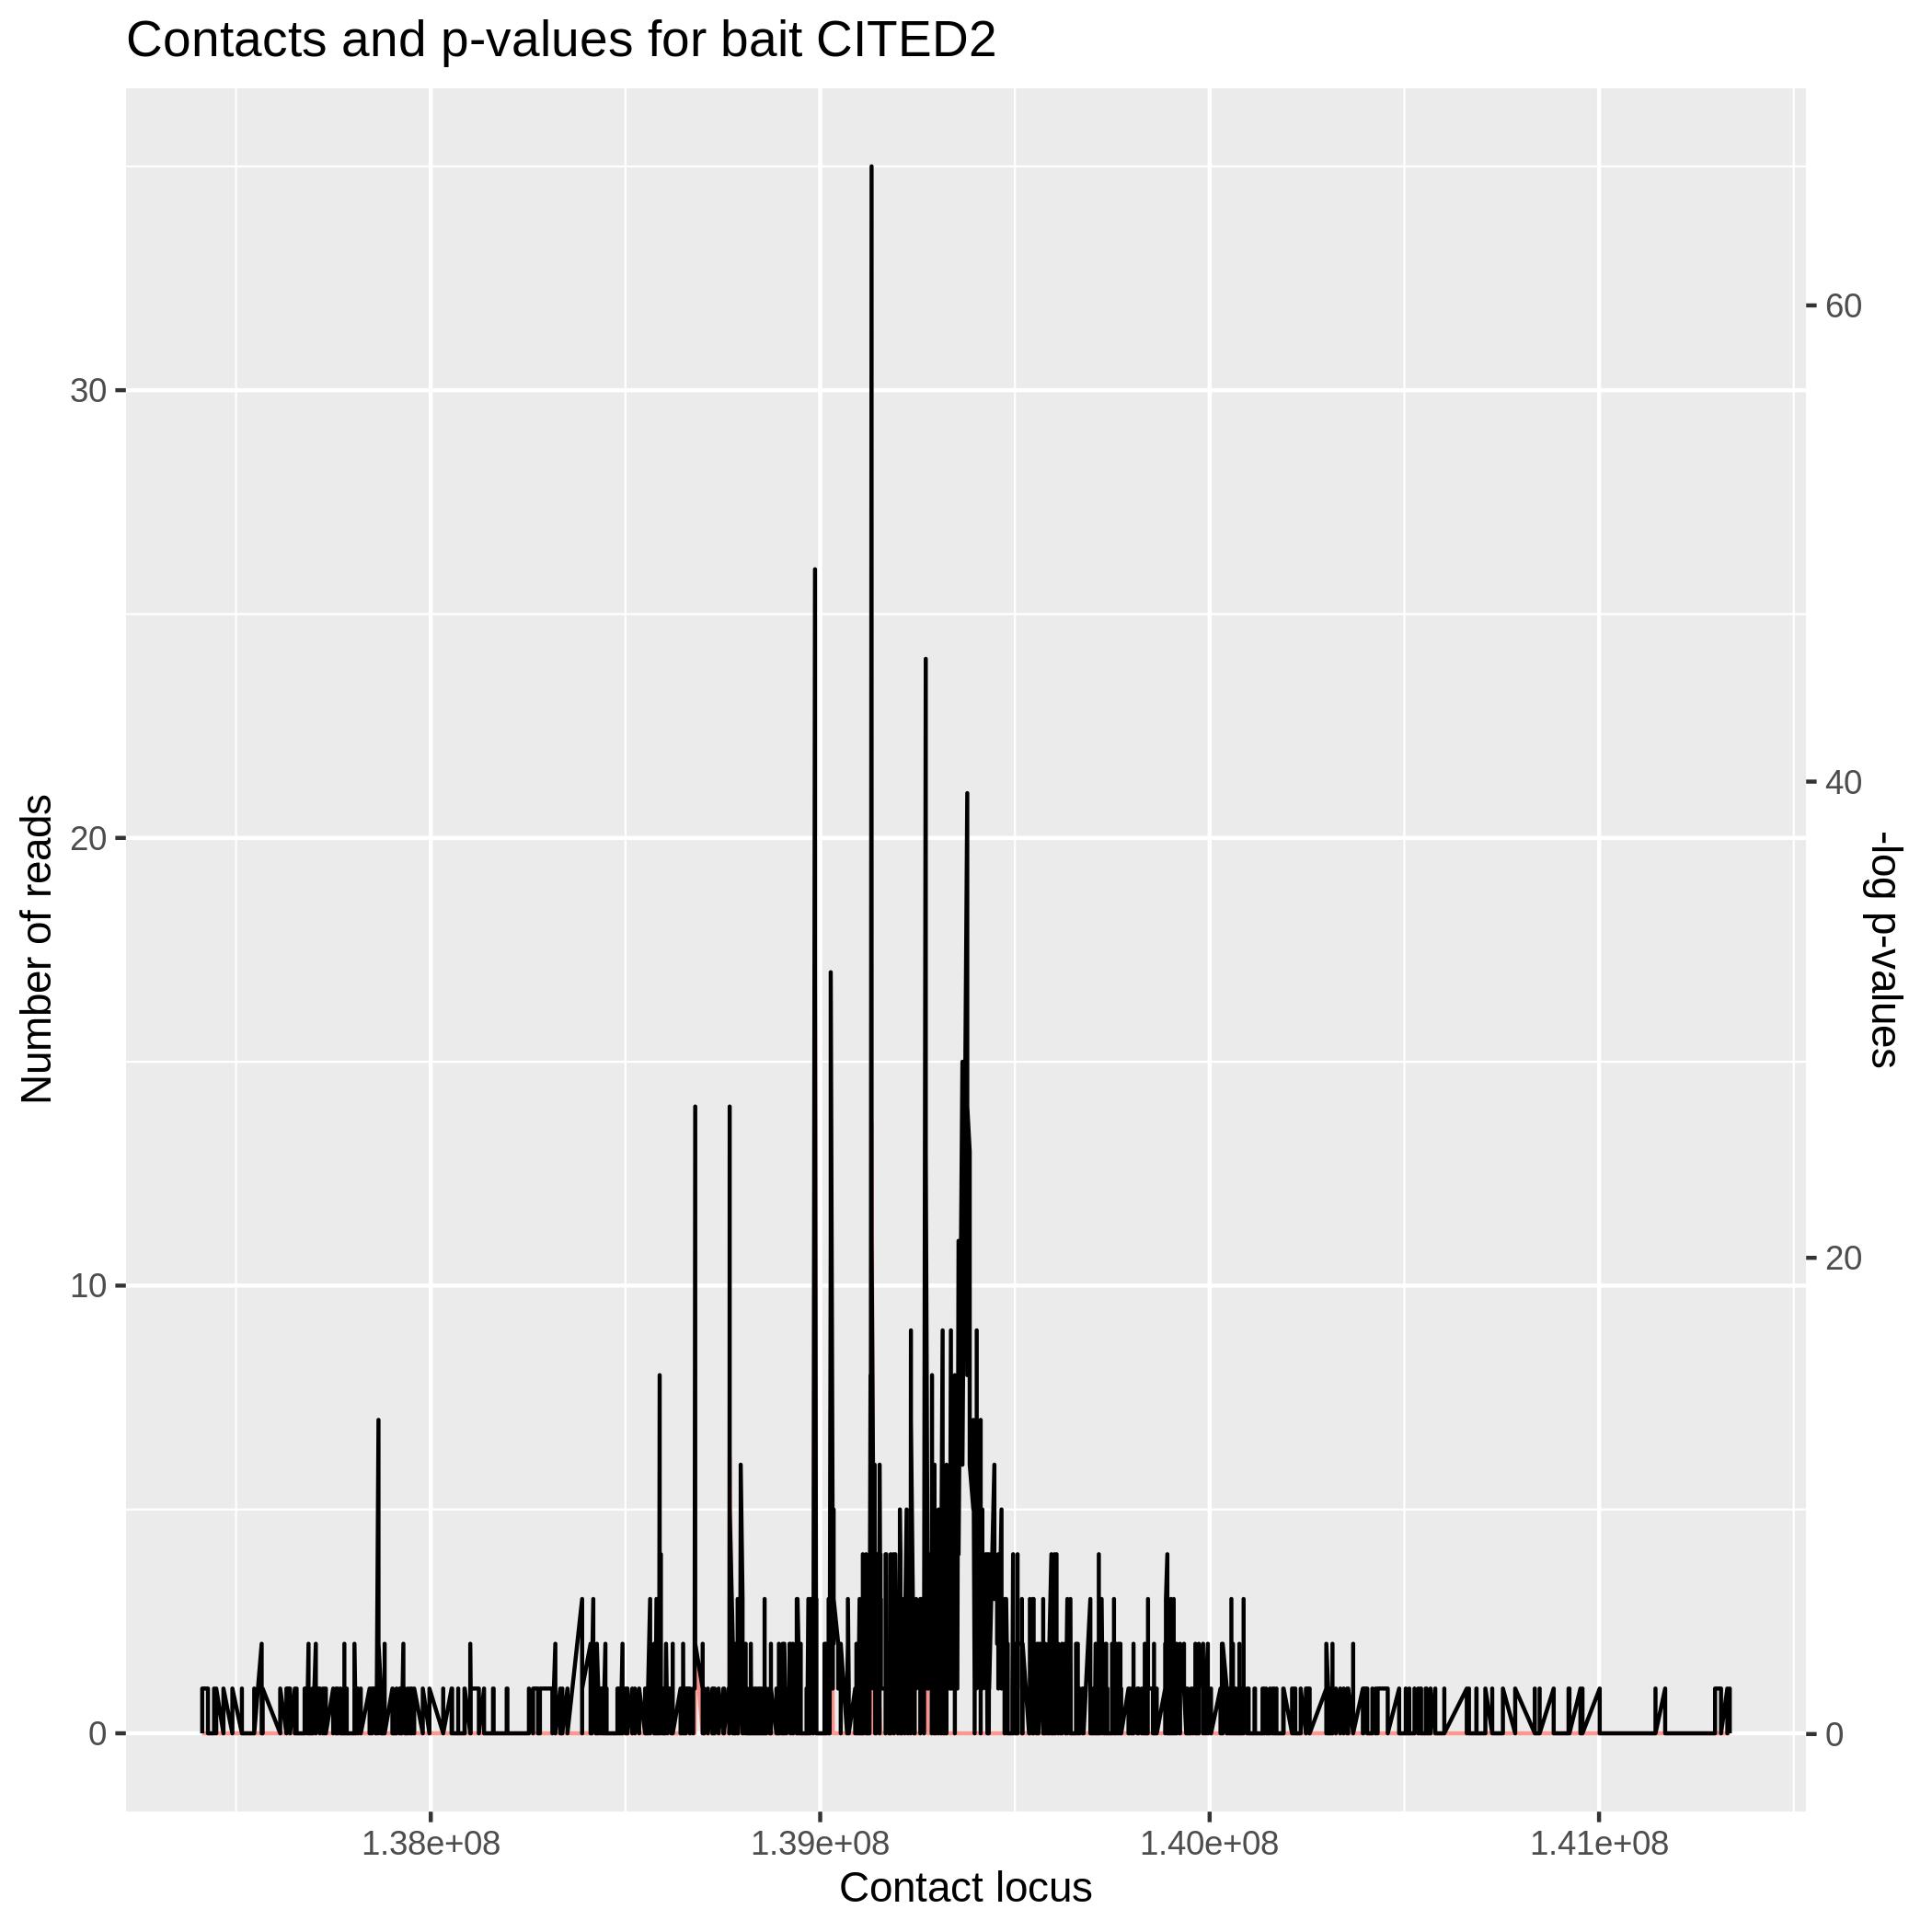 Contacts and p-values for bait CITED2
Number of reads
30
20
10
0
60
40
20
0
-log p-values
1.38e+08
1.39e+08
1.40e+08
1.41e+08
Contact locus